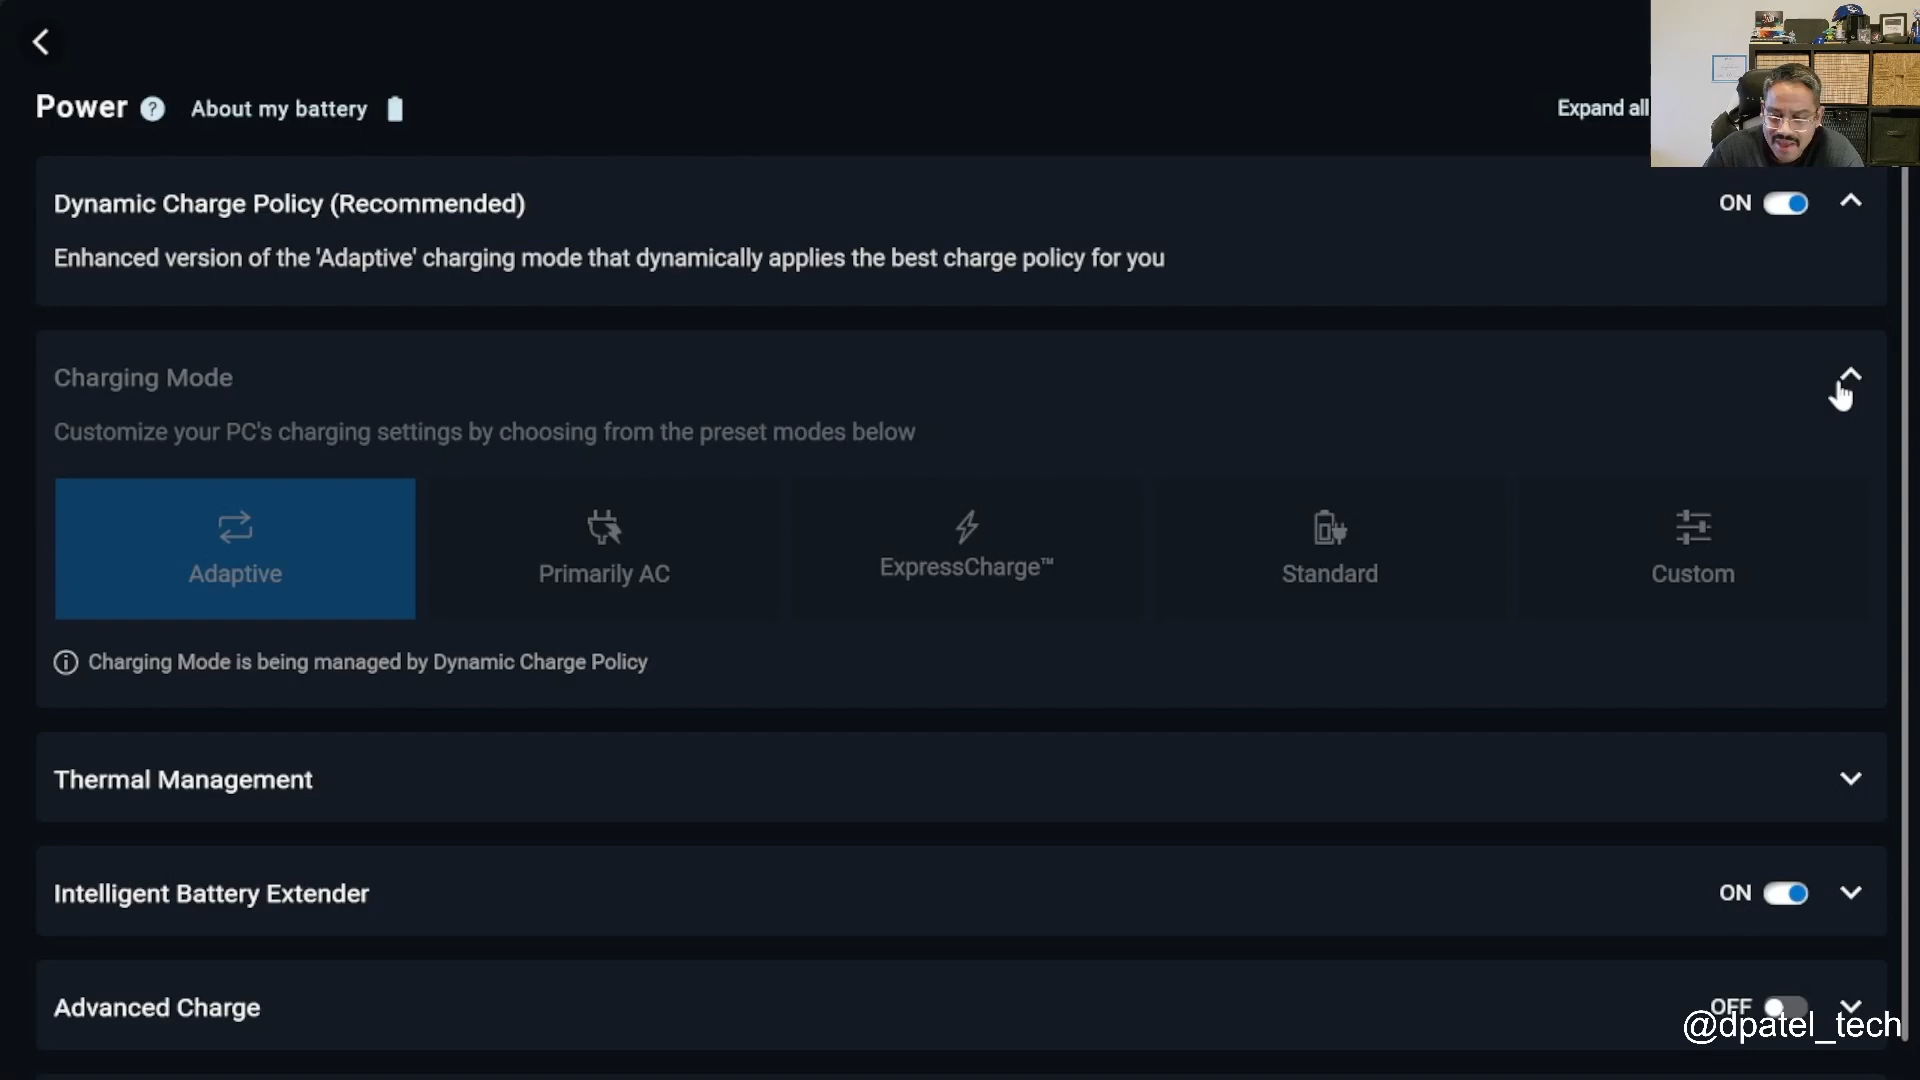 Power ? About my battery
Expand all
Dynamic Charge Policy (Recommended)
ON
Enhanced version of the 'Adaptive' charging mode that dynamically applies the best charge policy for you
Charging Mode
Customize your PC's charging settings by choosing from the preset modes below
Adaptive
Primarily AC
ExpressCharge™
Standard
Custom
Charging Mode is being managed by Dynamic Charge Policy
Thermal Management
Intelligent Battery Extender
ON
Advanced Charge
OFF
@dpatel_tech